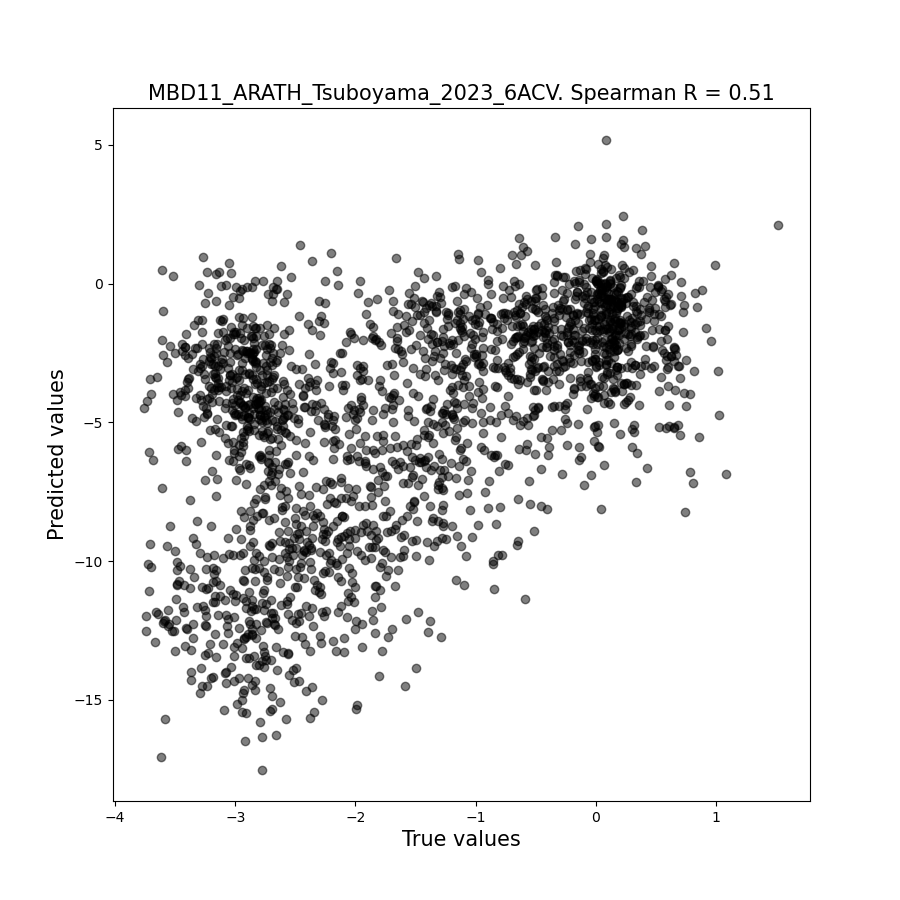 MBD11_ARATH_Tsuboyama_2023_6ACV. Spearman R = 0.51
5
0
−5
−10
−15
Predicted values
−4 −3 −2 −1 0 1
True values